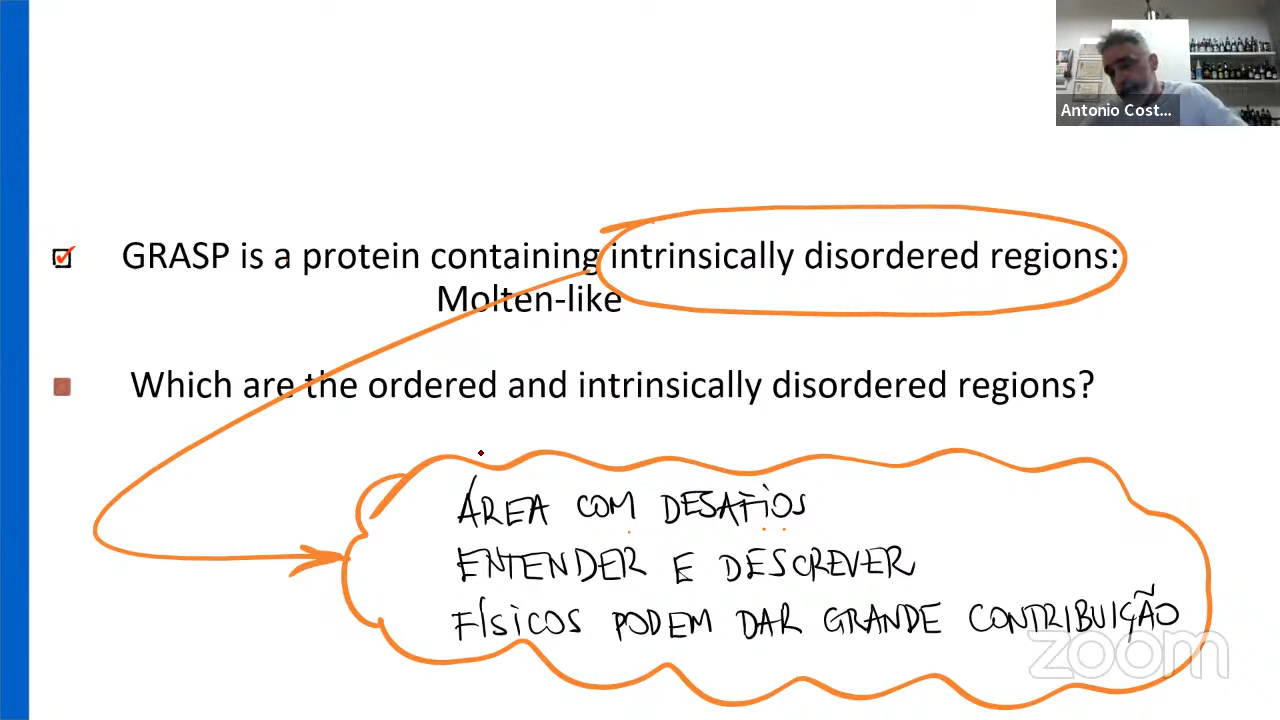 Antonio Cost...
GRASP is a protein containing intrinsically disordered regions:
Molten-like
Which are the ordered and intrinsically disordered regions?
ÁREA COM DESAFIOS
ENTENDER E DESCREVER
FÍSICOS PODEM DAR GRANDE CONTRIBUIÇÃO
zoom